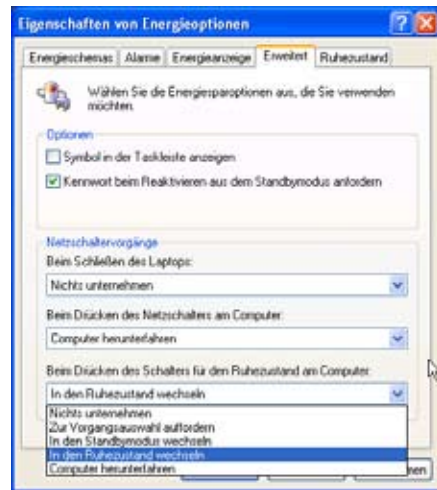 Eigenschaften von Energieoptionen
Energieschemas Alarme Energieanzeige Erweitert Ruhezustand
Wählen Sie die Energiesparoptionen aus, die Sie verwenden
möchten.
Optionen
Symbol in der Taskleiste anzeigen
Kennwort beim Reaktivieren aus dem Standbymodus anfordern
Netzschaltervorgänge
Beim Schließen des Laptops:
Nichts unternehmen
Beim Drücken des Netzschalters am Computer:
Computer herunterfahren
Beim Drücken des Schalters für den Ruhezustand am Computer:
In den Ruhezustand wechseln
Nichts unternehmen
Zur Vorgangsauswahl auffordern
In den Standbymodus wechseln
In den Ruhezustand wechseln
Computer herunterfahren